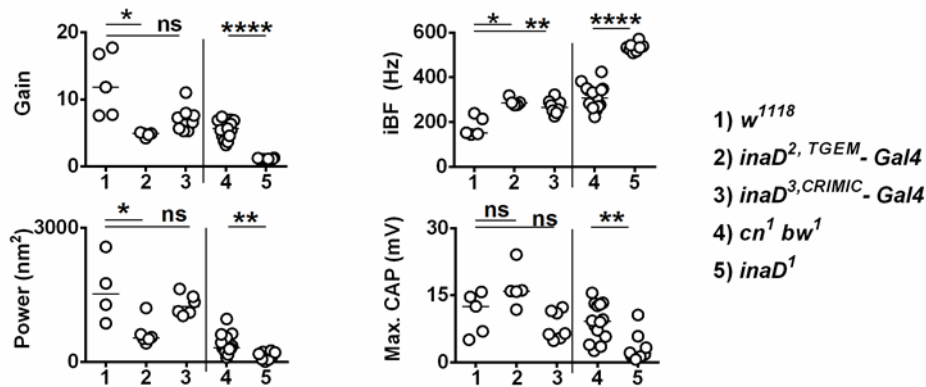 * ns ****
20
10
0
Gain
1 2 3 4 5
* ** ****
600
400
200
0
iBF (Hz)
1 2 3 4 5
* ns **
3000
0
Power (nm²)
1 2 3 4 5
ns ns **
30
15
0
Max. CAP (mV)
1 2 3 4 5
1) w¹¹¹⁸
2) inaD², ᵀᴳᴱᴹ- Gal4
3) inaD³,ᶜᴿᴵᴹᴵᶜ- Gal4
4) cn¹ bw¹
5) inaD¹